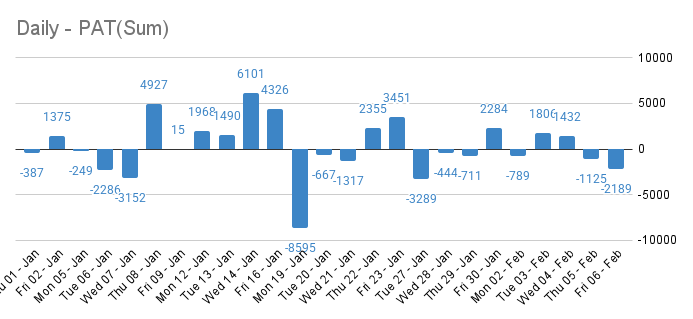 Daily - PAT(Sum)
10000
5000
0
-5000
-10000
-387
1375
-249
-2286
-3152
4927
15
1968
1490
6101
4326
-8595
-667
-1317
2355
3451
-3289
-444
-711
2284
-789
1806
1432
-1125
-2189
01 - Jan
Fri 02 - Jan
Mon 05 - Jan
Tue 06 - Jan
Wed 07 - Jan
Thu 08 - Jan
Fri 09 - Jan
Mon 12 - Jan
Tue 13 - Jan
Wed 14 - Jan
Fri 16 - Jan
Mon 19 - Jan
Tue 20 - Jan
Wed 21 - Jan
Thu 22 - Jan
Fri 23 - Jan
Tue 27 - Jan
Wed 28 - Jan
Thu 29 - Jan
Fri 30 - Jan
Mon 02 - Feb
Tue 03 - Feb
Wed 04 - Feb
Thu 05 - Feb
Fri 06 - Feb